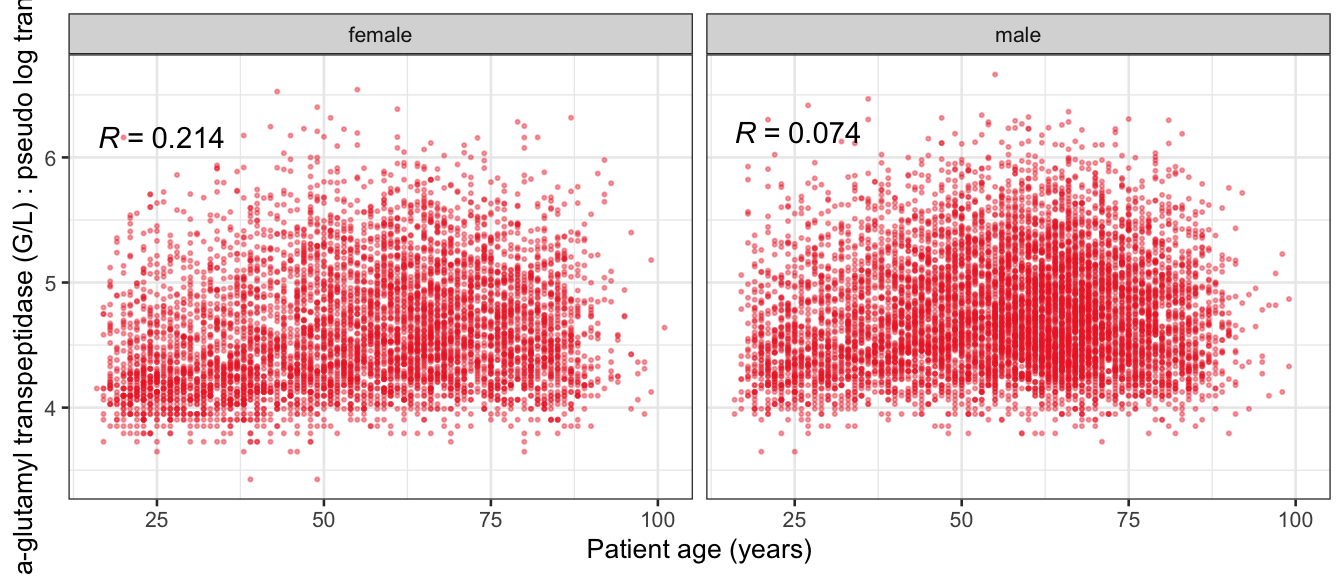 a-glutamyl transpeptidase (G/L) : pseudo log tran
female
male
R = 0.214
R = 0.074
6
5
4
25 50 75 100
25 50 75 100
Patient age (years)